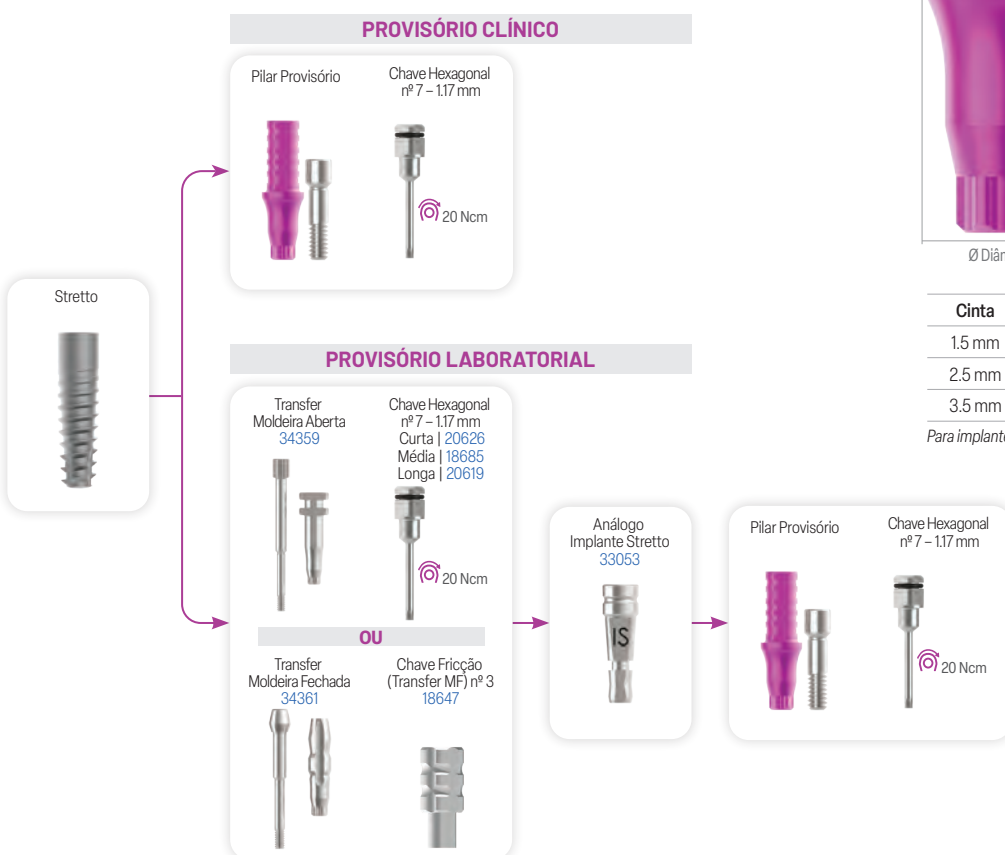 PROVISÓRIO CLÍNICO
Pilar Provisório
Chave Hexagonal
nº 7 – 1.17 mm
20 Ncm
Stretto
PROVISÓRIO LABORATORIAL
Transfer
Moldeira Aberta
34359
Chave Hexagonal
nº 7 – 1.17 mm
Curta | 20626
Média | 18685
Longa | 20619
20 Ncm
OU
Transfer
Moldeira Fechada
34361
Chave Fricção
(Transfer MF) nº 3
18647
Análogo
Implante Stretto
33053
IS
Pilar Provisório
Chave Hexagonal
nº 7 – 1.17 mm
20 Ncm
Ø
Cinta
1.5 mm
2.5 mm
3.5 mm
Para